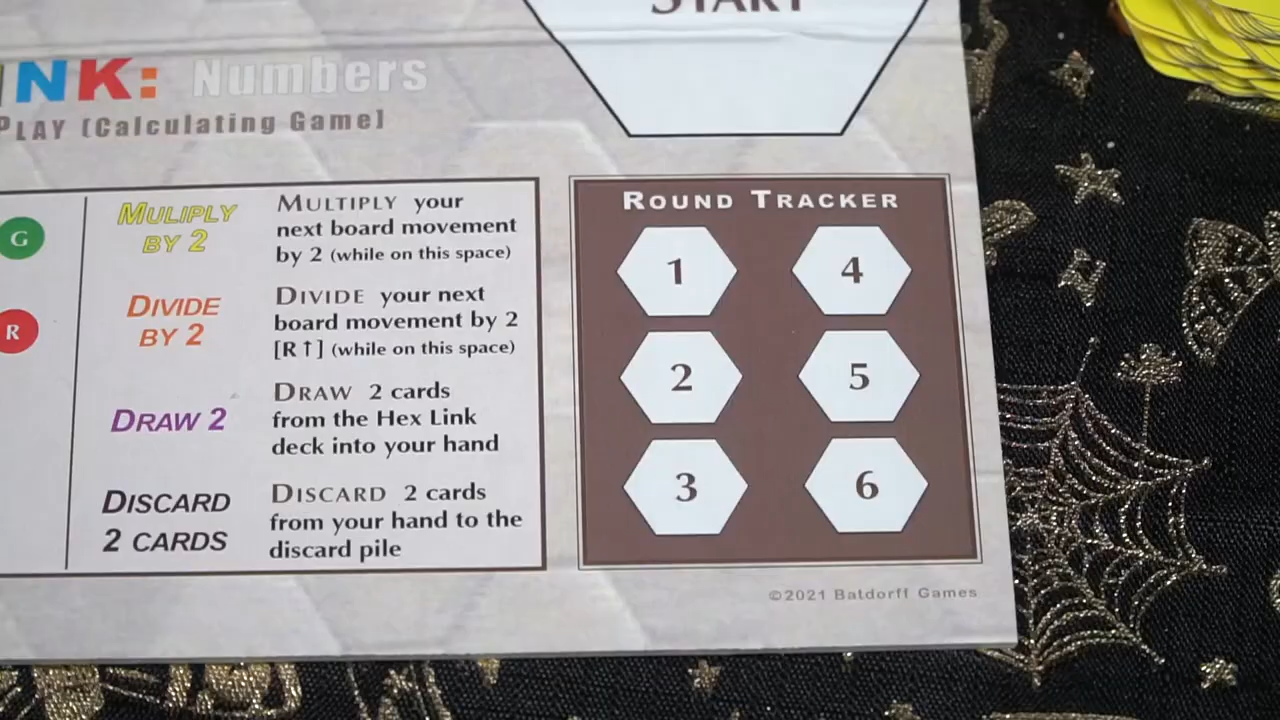 START
NK: Numbers
PLAY [Calculating Game]
G
MULIPLY
BY 2
MULTIPLY your
next board movement
by 2 (while on this space)
R
DIVIDE
BY 2
DIVIDE your next
board movement by 2
[R ↑] (while on this space)
DRAW 2
DRAW 2 cards
from the Hex Link
deck into your hand
DISCARD
2 CARDS
DISCARD 2 cards
from your hand to the
discard pile
ROUND TRACKER
1 4
2 5
3 6
©2021 Batdorff Games